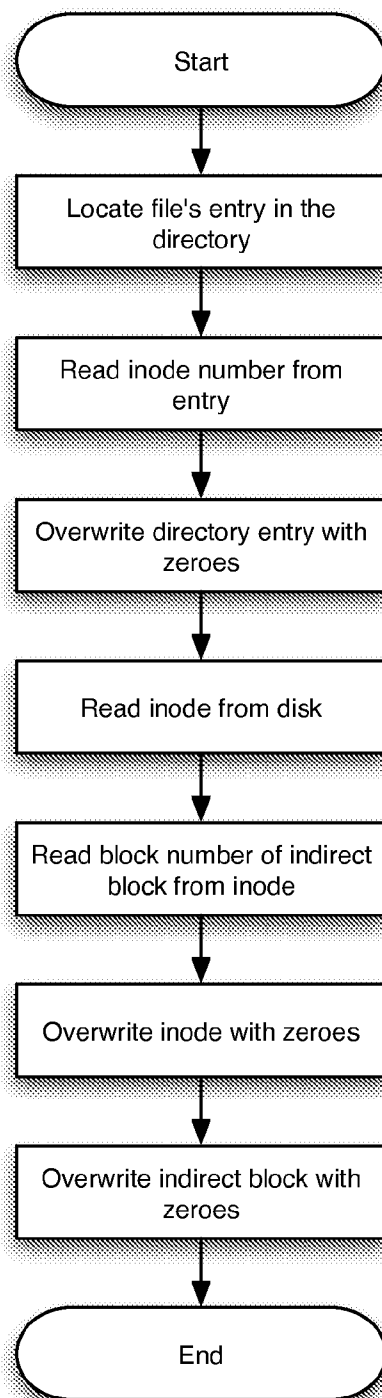 Start
Locate file's entry in the
directory
Read inode number from
entry
Overwrite directory entry with
zeroes
Read inode from disk
Read block number of indirect
block from inode
Overwrite inode with zeroes
Overwrite indirect block with
zeroes
End